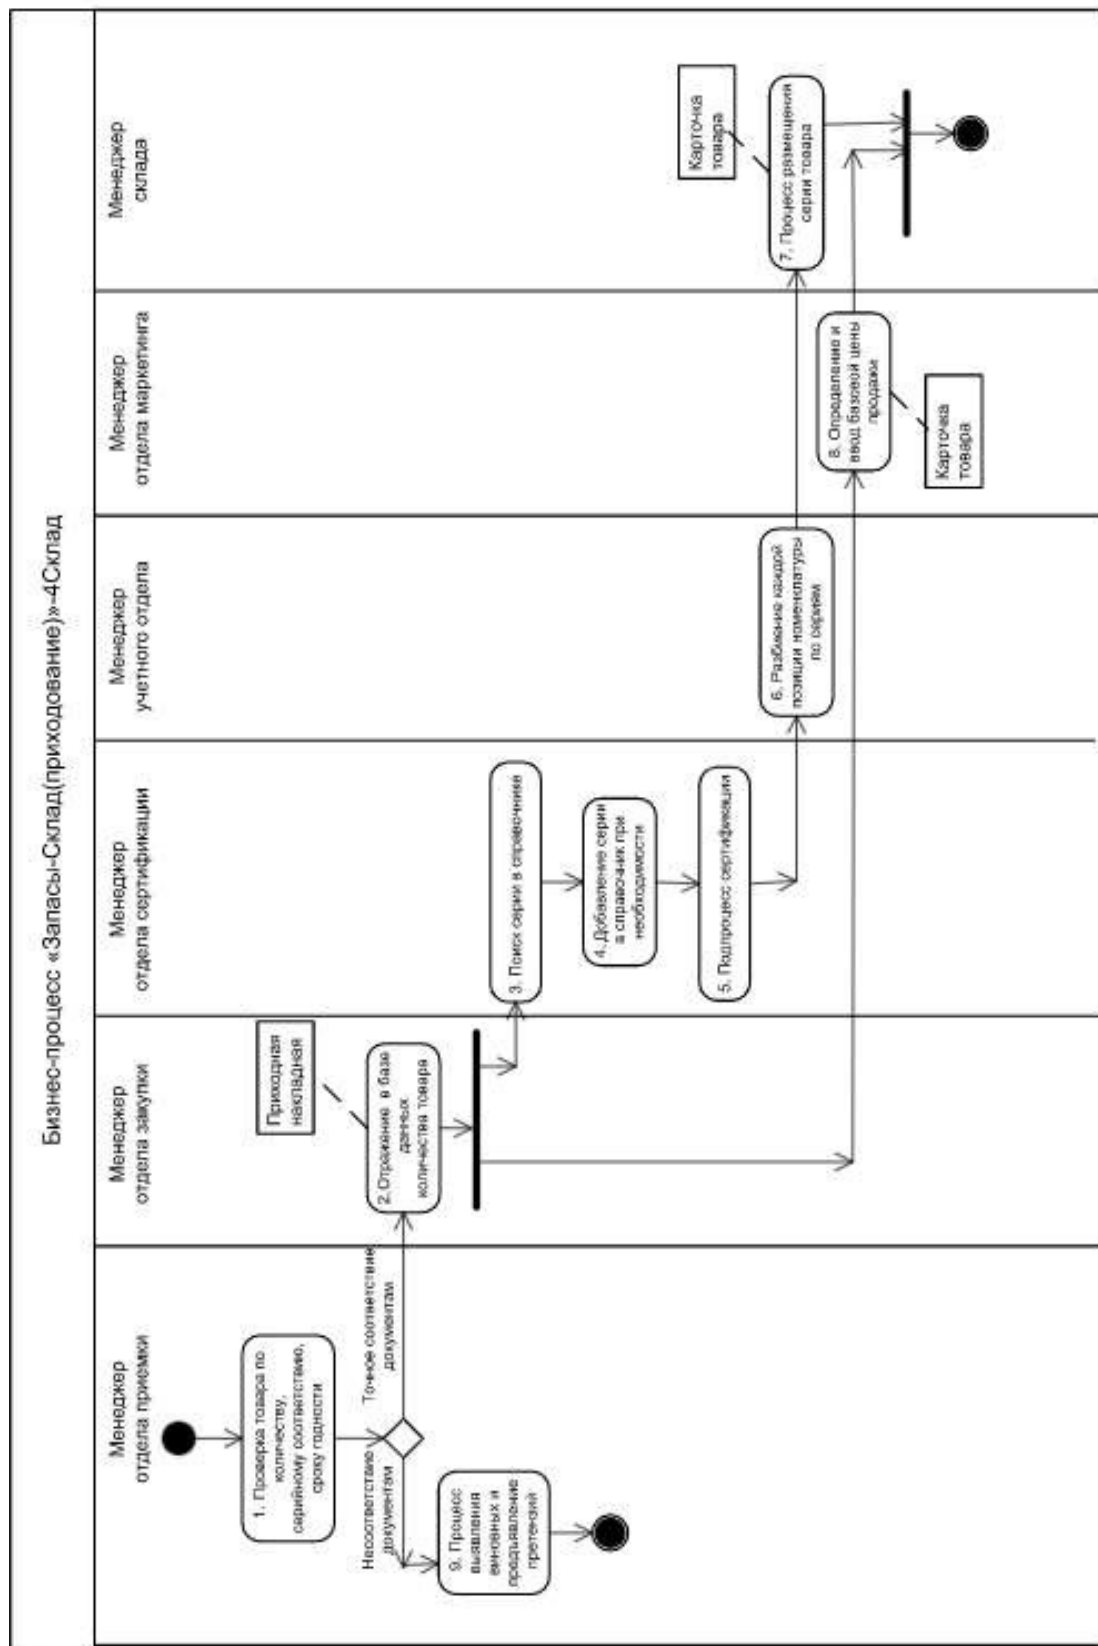 Бизнес-процесс «Запасы-Склад(приходование)»-4Склад
Менеджер
отдела приемки
Менеджер
отдела закупки
Менеджер
отдела сертификации
Менеджер
учетного отдела
Менеджер
отдела маркетинга
Менеджер
склада
1. Проверка товара по
количеству,
серийному соответствию,
сроку годности
Несоответствие
документам
Точное соответствие
документам
9. Процесс
выявления
виновных и
предъявление
претензий
Приходная
накладная
2. Отражение в базе
данных
количества товара
3. Поиск серии в справочнике
4. Добавление серии
в справочник при
необходимости
5. Подпроцесс сертификации
6. Разбиение каждой
позиции номенклатуры
по сериям
Карточка
товара
7. Процесс размещения
серии товара
8. Определение и
ввод базовой цены
продажи
Карточка
товара